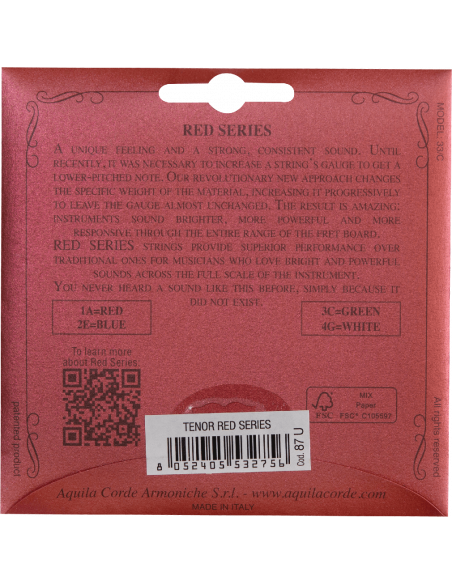 RED SERIES
A UNIQUE FEELING AND A STRONG, CONSISTENT SOUND. UNTIL
RECENTLY, IT WAS NECESSARY TO INCREASE A STRING'S GAUGE TO GET A
LOWER-PITCHED NOTE. OUR REVOLUTIONARY NEW APPROACH CHANGES
THE SPECIFIC WEIGHT OF THE MATERIAL, INCREASING IT PROGRESSIVELY
TO LEAVE THE GAUGE ALMOST UNCHANGED. THE RESULT IS AMAZING:
INSTRUMENTS SOUND BRIGHTER, MORE POWERFUL AND MORE
RESPONSIVE THROUGH THE ENTIRE RANGE OF THE FRET BOARD.
RED SERIES. STRINGS PROVIDE SUPERIOR PERFORMANCE OVER
TRADITIONAL ONES FOR MUSICIANS WHO LOVE BRIGHT AND POWERFUL
SOUNDS ACROSS THE FULL SCALE OF THE INSTRUMENT.
YOU NEVER HEARD A SOUND LIKE THIS BEFORE, SIMPLY BECAUSE IT
DID NOT EXIST.
1A=RED
2E=BLUE
3C=GREEN
4G=WHITE
To learn more
about Red Series:
MIX
Paper
FSC
FSC® C105597
TENOR RED SERIES
8 052405 532756
Cod. 87 U
patented product
All rights reserved
MODEL. 33C
Aquila Corde Armoniche S.r.l. - www.aquilacorde.com
MADE IN ITALY